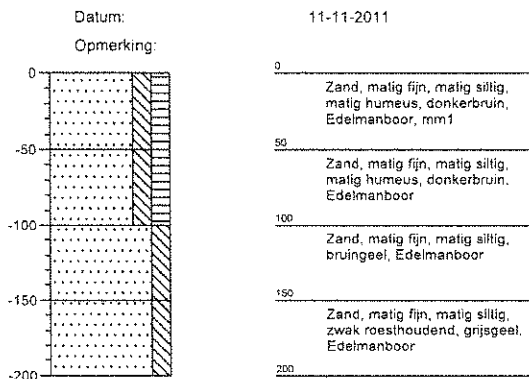 Datum: 11-11-2011
Opmerking:
0
0
Zand, matig fijn, matig siltig,
matig humeus, donkerbruin,
Edelmanboor, mm1
-50
50
Zand, matig fijn, matig siltig,
matig humeus, donkerbruin,
Edelmanboor
-100
100
Zand, matig fijn, matig siltig,
bruingeel, Edelmanboor
-150
150
Zand, matig fijn, matig siltig,
zwak roesthoudend, grijsgeel,
Edelmanboor
-200
200